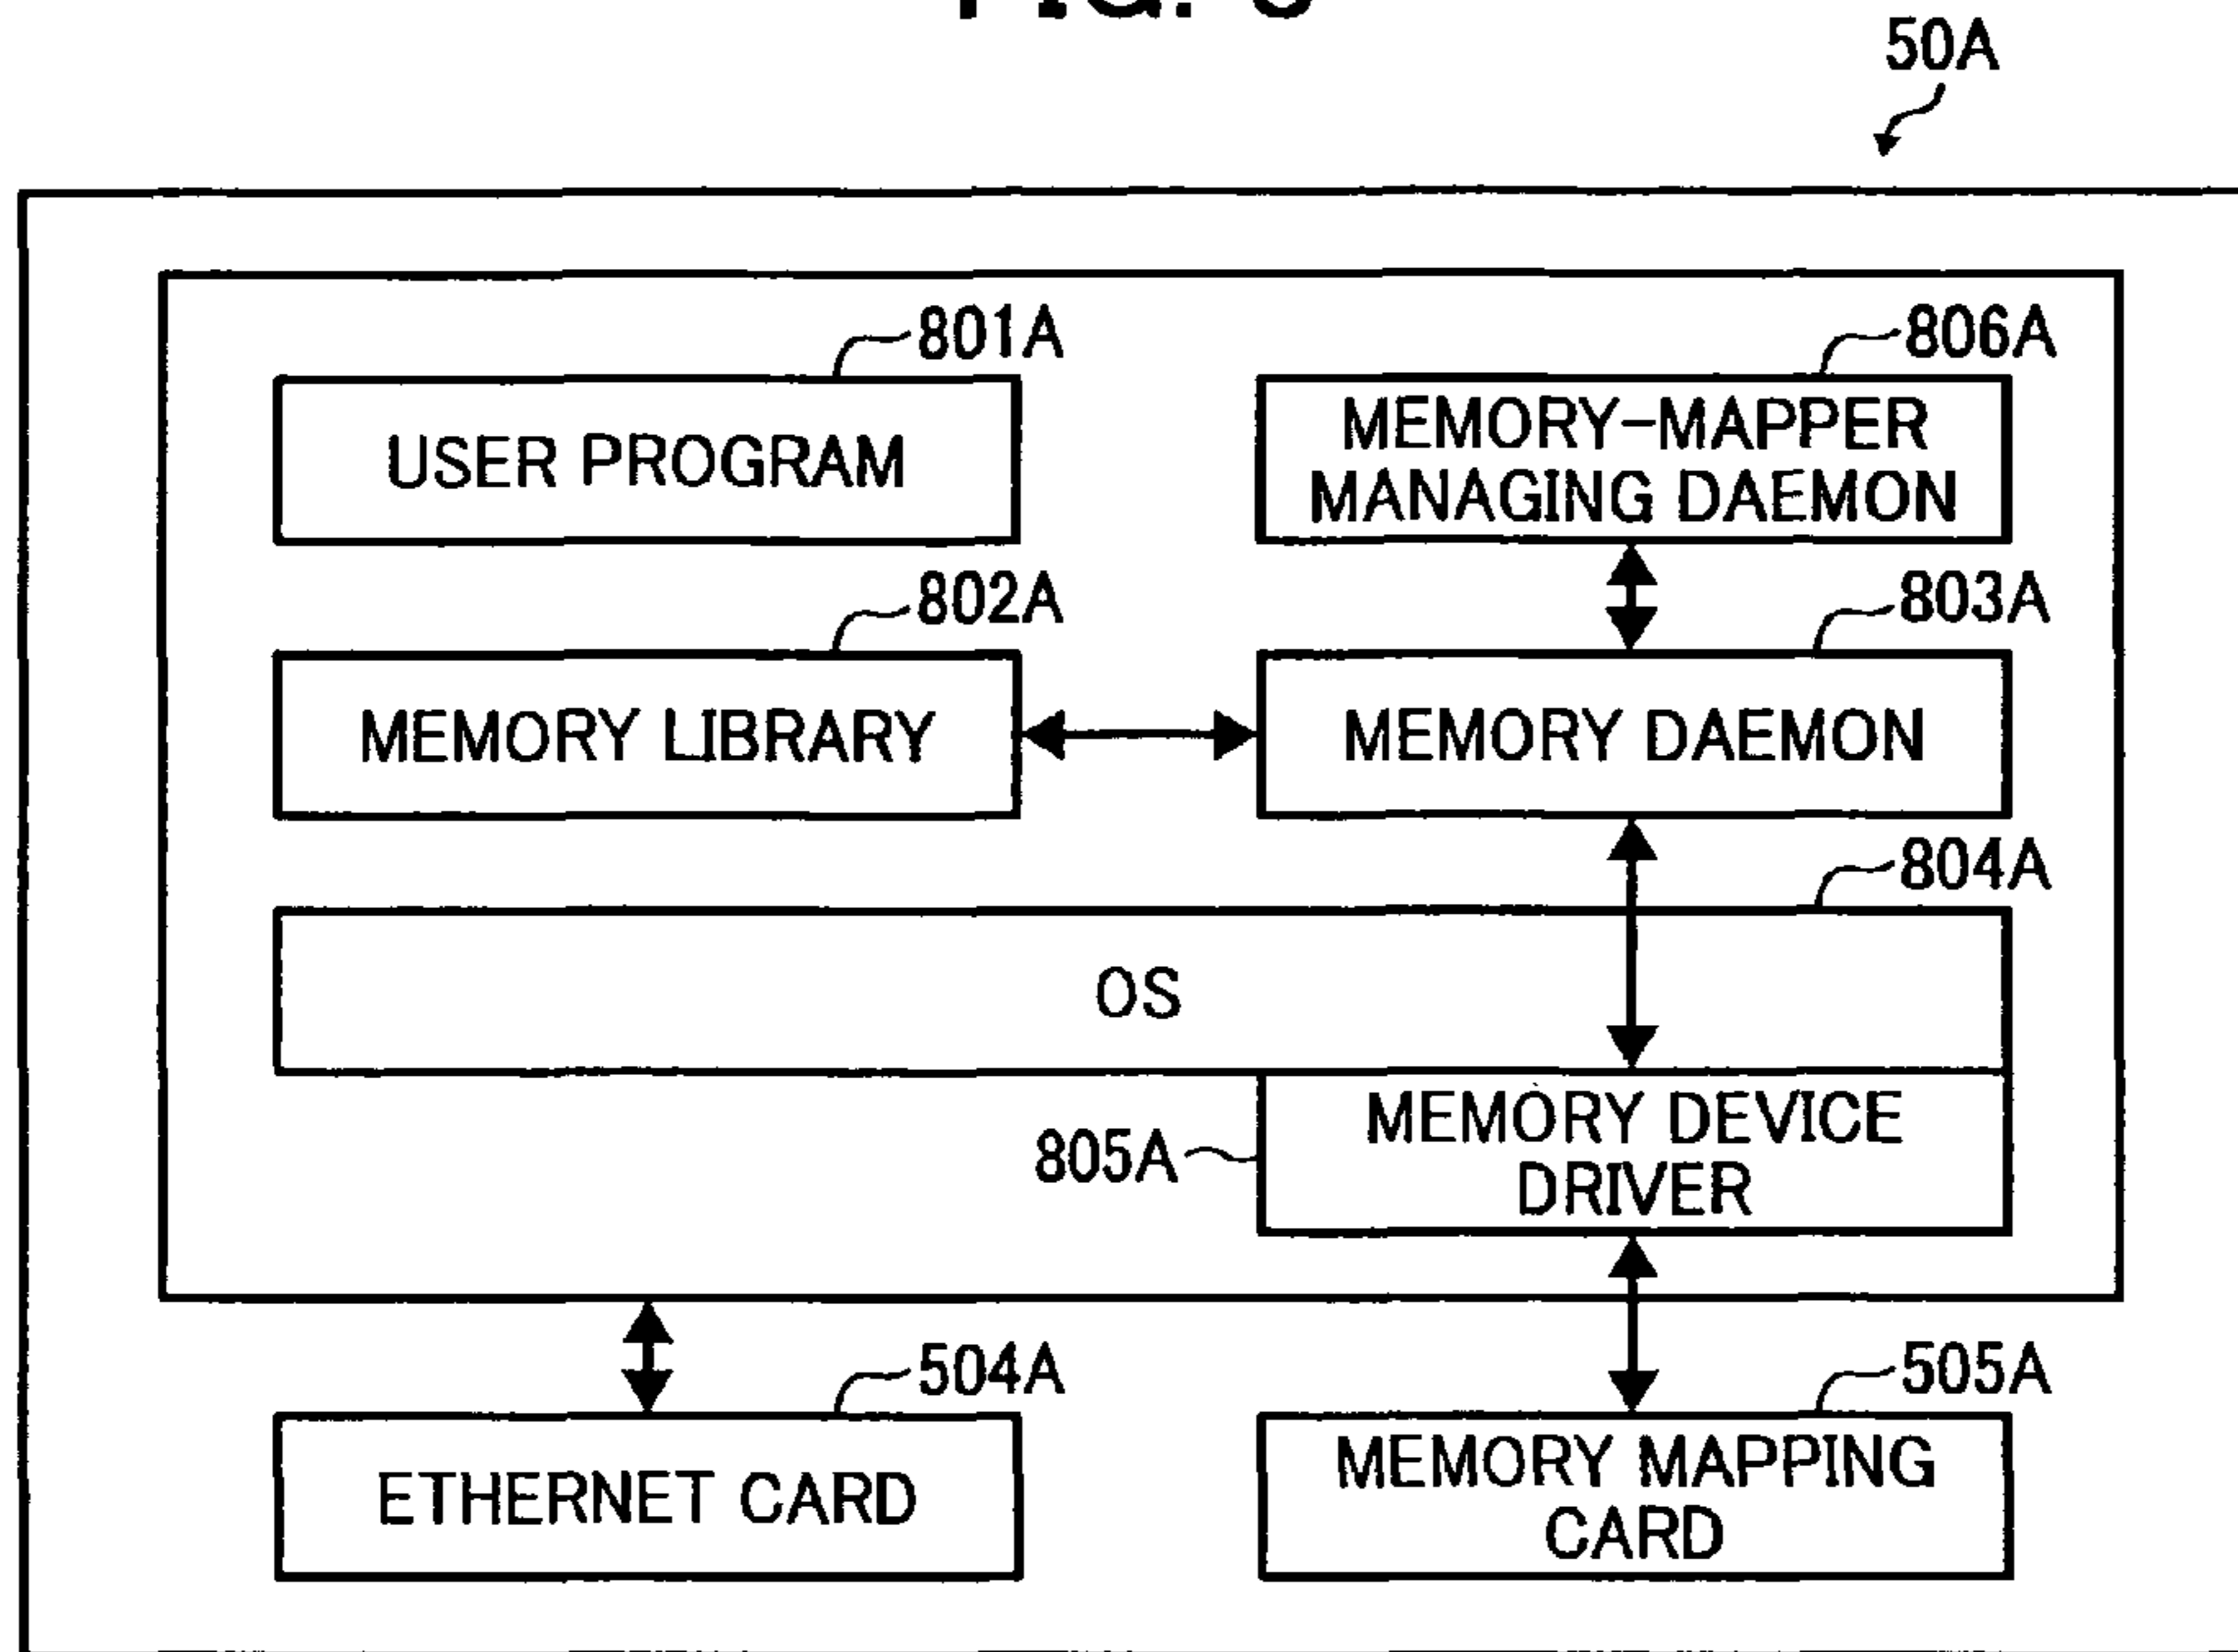 50A
801A
806A
USER PROGRAM
MEMORY-MAPPER
MANAGING DAEMON
802A
803A
MEMORY LIBRARY
MEMORY DAEMON
804A
OS
805A
MEMORY DEVICE
DRIVER
504A
505A
ETHERNET CARD
MEMORY MAPPING
CARD